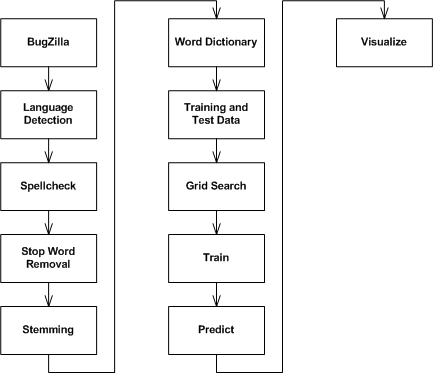 BugZilla
Language
Detection
Spellcheck
Stop Word
Removal
Stemming
Word Dictionary
Training and
Test Data
Grid Search
Train
Predict
Visualize